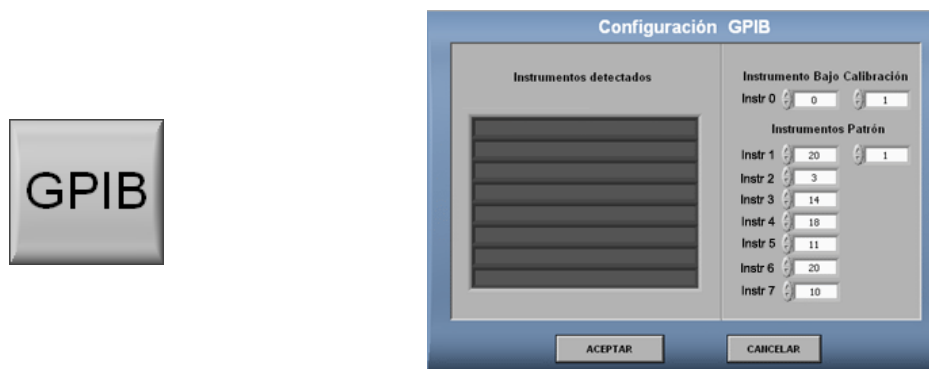 GPIB
Configuración GPIB
Instrumentos detectados
Instrumento Bajo Calibración
Instr 0 0 1
Instrumentos Patrón
Instr 1 20 1
Instr 2 3
Instr 3 14
Instr 4 18
Instr 5 11
Instr 6 20
Instr 7 10
ACEPTAR CANCELAR